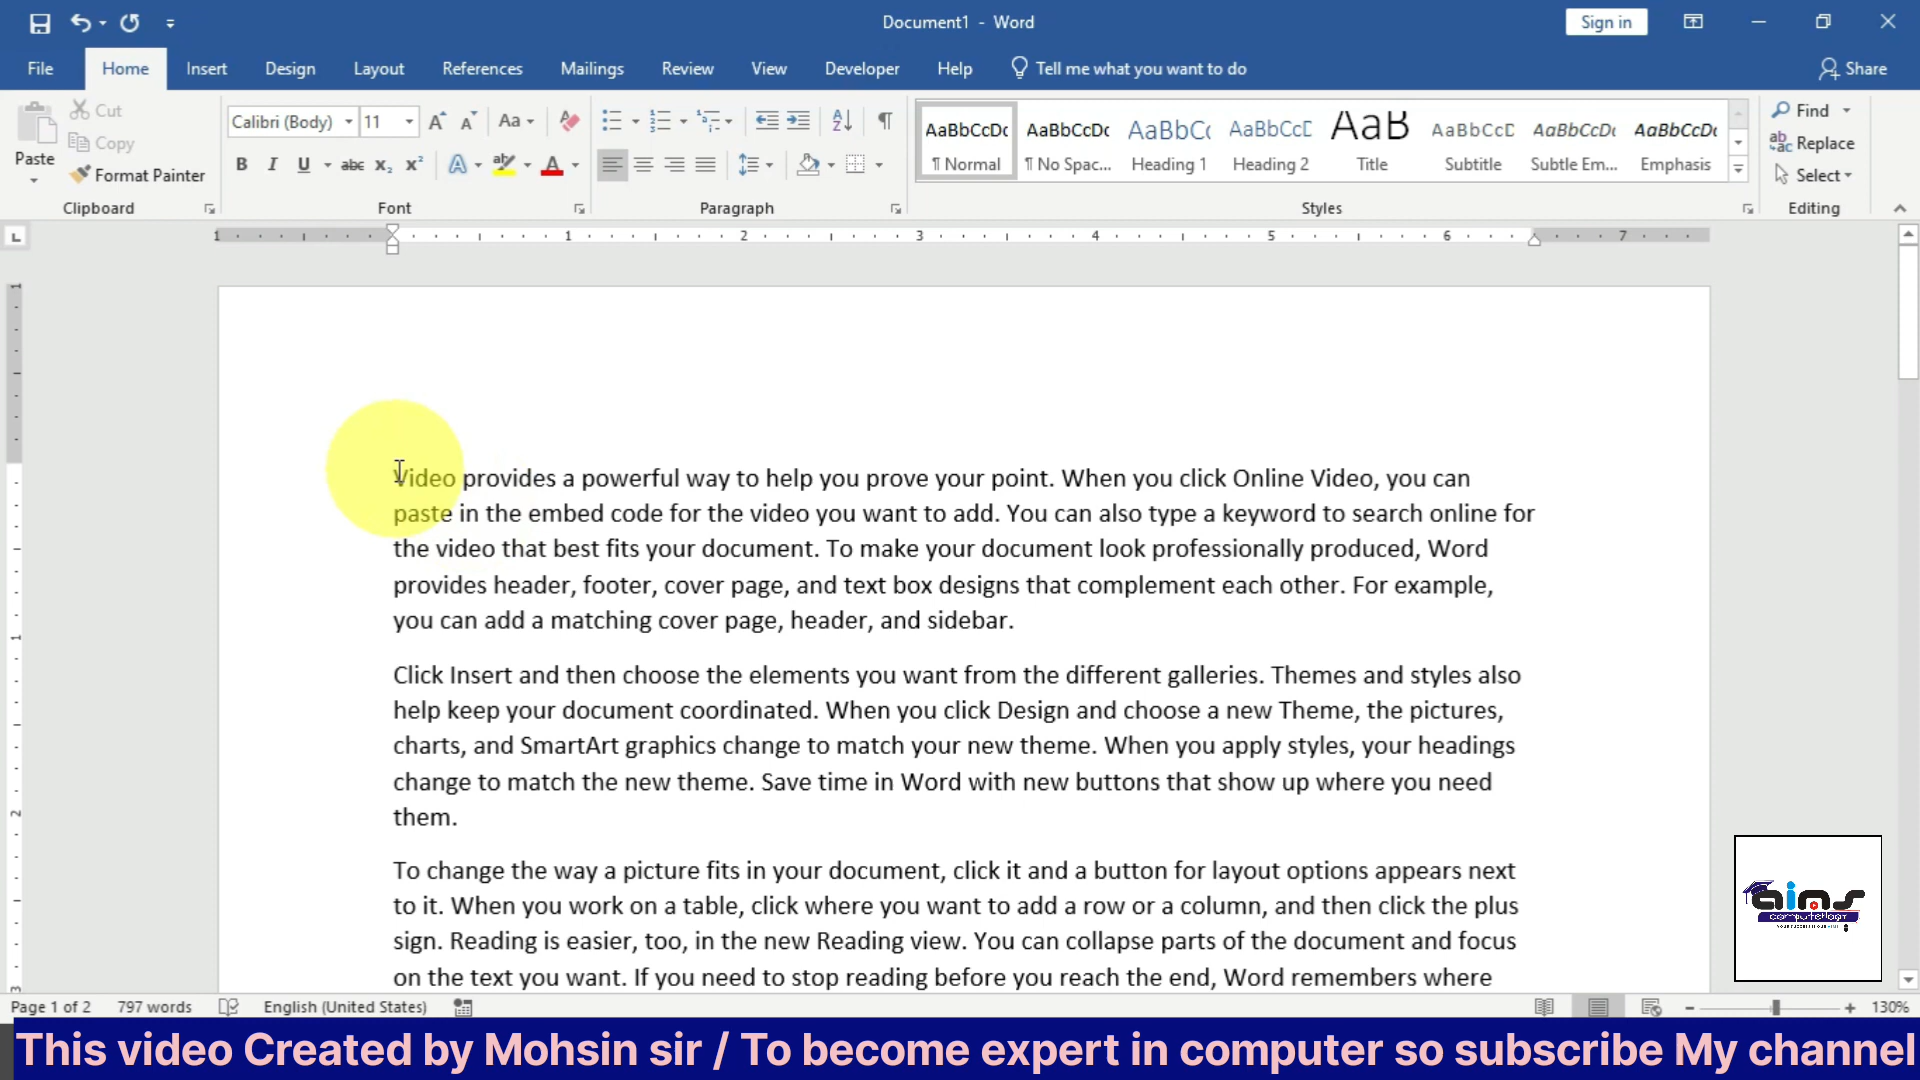 Document1 - Word
Sign in
File Home Insert Design Layout References Mailings Review View Developer Help Tell me what you want to do Share
Paste
Cut
Copy
Format Painter
Clipboard
Calibri (Body) 11
Aa
B I U abc x₂ x² A A
Font
Paragraph
AaBbCcDc AaBbCcDc AaBbC( AaBbCcD AaB AaBbCcD AaBbCcDc AaBbCcDc
¶ Normal ¶ No Spac... Heading 1 Heading 2 Title Subtitle Subtle Em... Emphasis
Styles
Find
Replace
Select
Editing
1 1 2 3 4 5 6 7
Video provides a powerful way to help you prove your point. When you click Online Video, you can
paste in the embed code for the video you want to add. You can also type a keyword to search online for
the video that best fits your document. To make your document look professionally produced, Word
provides header, footer, cover page, and text box designs that complement each other. For example,
you can add a matching cover page, header, and sidebar.
Click Insert and then choose the elements you want from the different galleries. Themes and styles also
help keep your document coordinated. When you click Design and choose a new Theme, the pictures,
charts, and SmartArt graphics change to match your new theme. When you apply styles, your headings
change to match the new theme. Save time in Word with new buttons that show up where you need
them.
To change the way a picture fits in your document, click it and a button for layout options appears next
to it. When you work on a table, click where you want to add a row or a column, and then click the plus
sign. Reading is easier, too, in the new Reading view. You can collapse parts of the document and focus
on the text you want. If you need to stop reading before you reach the end, Word remembers where
aims
Page 1 of 2 797 words English (United States) 130%
This video Created by Mohsin sir / To become expert in computer so subscribe My channel